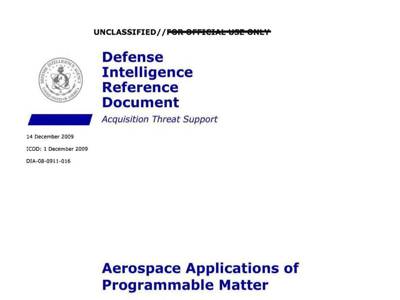 UNCLASSIFIED//FOR OFFICIAL USE ONLY
Defense
Intelligence
Reference
Document
Acquisition Threat Support
14 December 2009
ICOD: 1 December 2009
DIA-08-0911-016
Aerospace Applications of
Programmable Matter